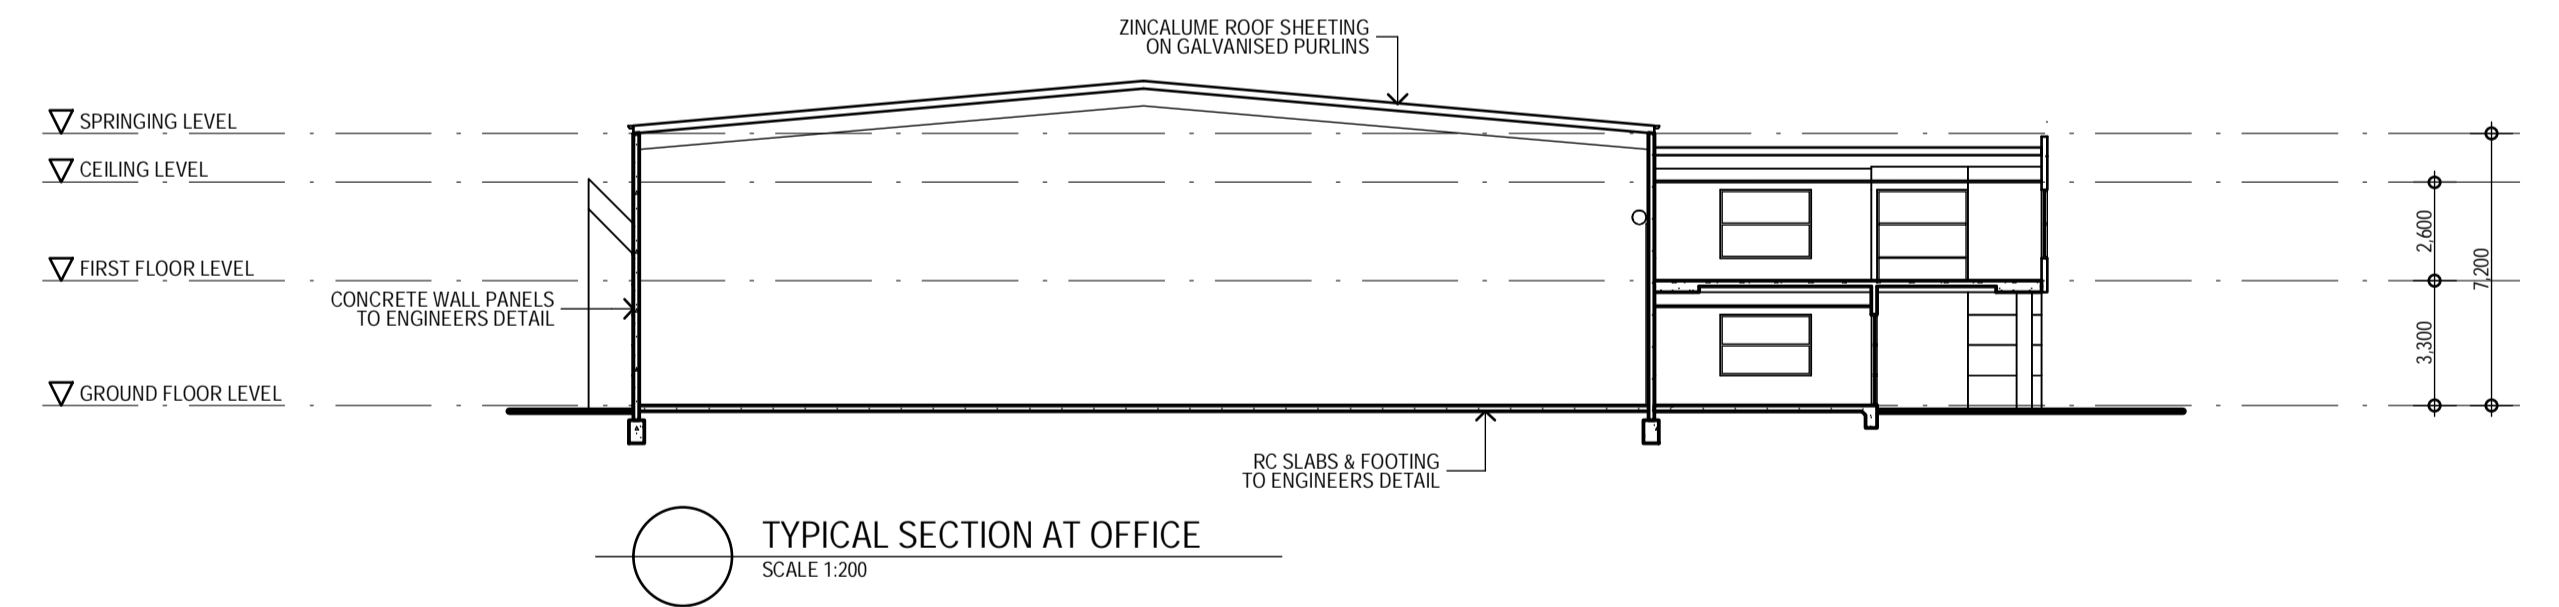 ZINCALUME ROOF SHEETING
ON GALVANISED PURLINS
SPRINGING LEVEL
CEILING LEVEL
FIRST FLOOR LEVEL
CONCRETE WALL PANELS
TO ENGINEERS DETAIL
GROUND FLOOR LEVEL
2,600
7,200
3,300
RC SLABS & FOOTING
TO ENGINEERS DETAIL
TYPICAL SECTION AT OFFICE
SCALE 1:200